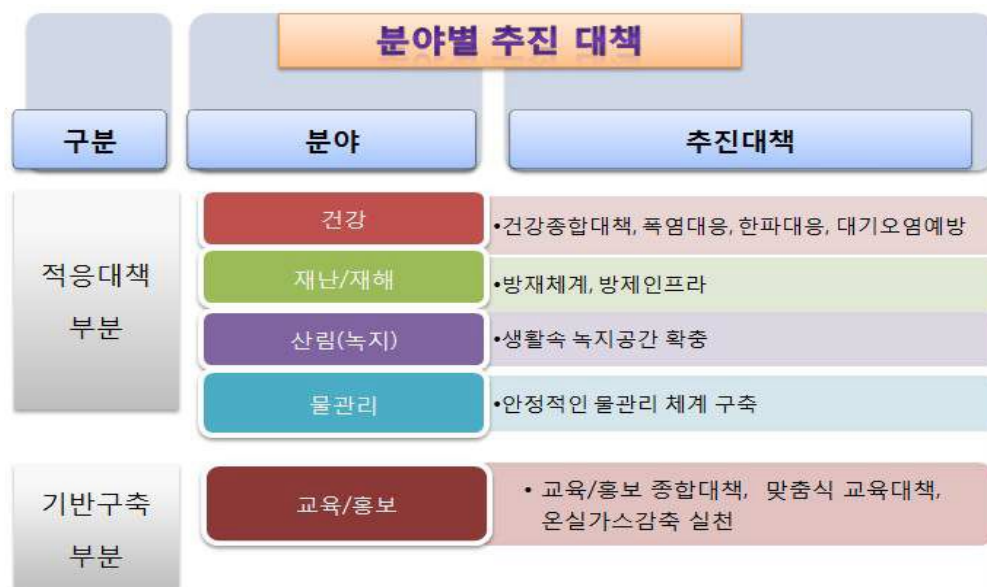 분야별 추진 대책
구분
분야
추진대책
적응대책
부분
건강
•건강종합대책, 폭염대응, 한파대응, 대기오염예방
재난/재해
•방재체계, 방제인프라
산림(녹지)
•생활속 녹지공간 확충
물관리
•안정적인 물관리 체계 구축
기반구축
부분
교육/홍보
• 교육/홍보 종합대책, 맞춤식 교육대책,
온실가스감축 실천